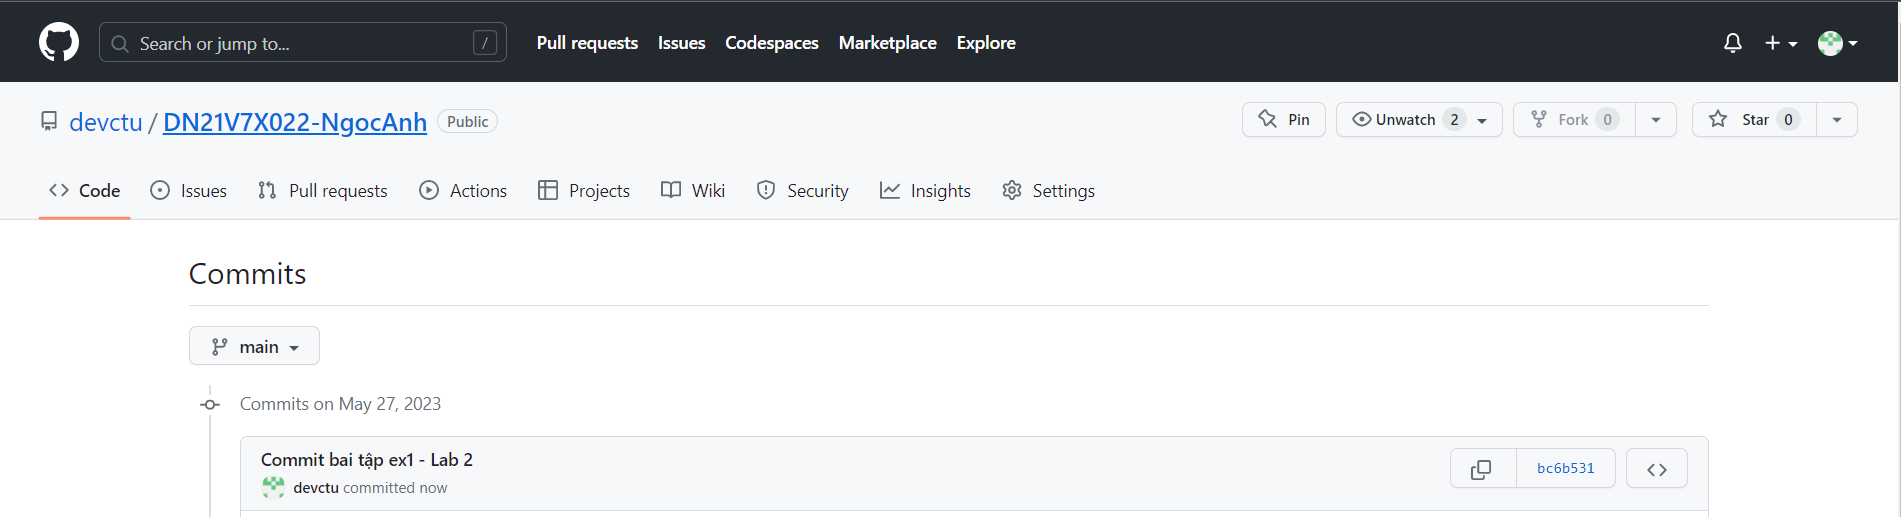 Search or jump to... / Pull requests Issues Codespaces Marketplace Explore
devctu / DN21V7X022-NgocAnh Public Pin Unwatch 2 Fork 0 Star 0
Code Issues Pull requests Actions Projects Wiki Security Insights Settings
Commits
main
Commits on May 27, 2023
Commit bai tập ex1 - Lab 2
bc6b531
devctu committed now